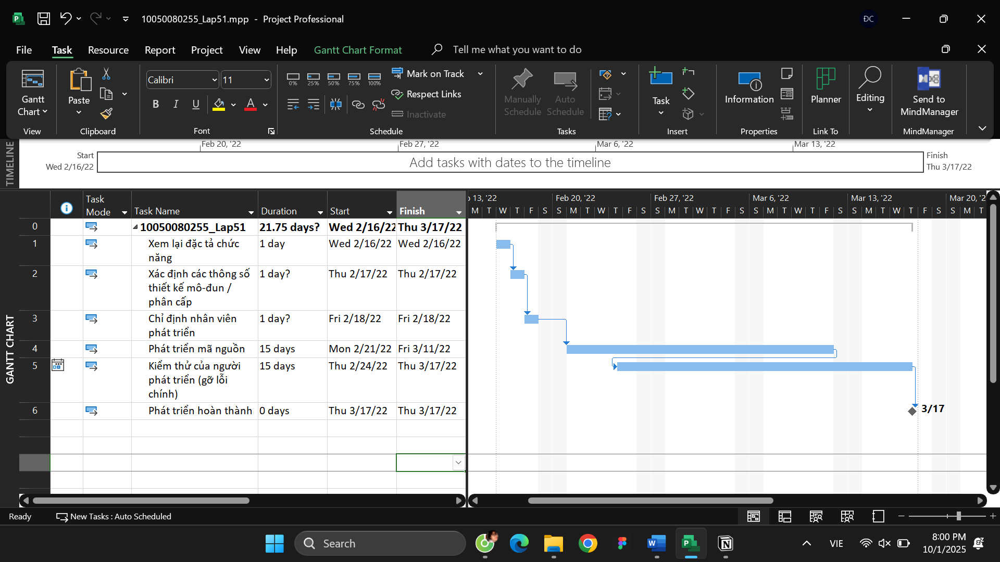 10050080255_Lap51.mpp - Project Professional
ĐC
File Task Resource Report Project View Help Gantt Chart Format Tell me what you want to do
Gantt Chart
View
Paste
Clipboard
Calibri 11
B I U A
Font
0% 25% 50% 75% 100%
Mark on Track
Respect Links
Inactivate
Schedule
Manually Schedule
Auto Schedule
Tasks
Task
Insert
Information
Properties
Planner
Link To
Editing
Send to MindManager
MindManager
TIMELINE
Feb 20, '22 Feb 27, '22 Mar 6, '22 Mar 13, '22
Start
Wed 2/16/22
Add tasks with dates to the timeline
Finish
Thu 3/17/22
GANTT CHART
Task Mode Task Name Duration Start Finish
13, '22 Feb 20, '22 Feb 27, '22 Mar 6, '22 Mar 13, '22 Mar 20, '2
M T W T F S S M T W T F S S M T W T F S S M T W T F S S M T W T F S S M T
0 10050080255_Lap51 21.75 days? Wed 2/16/22 Thu 3/17/22
1 Xem lại đặc tả chức năng 1 day Wed 2/16/22 Wed 2/16/22
2 Xác định các thông số thiết kế mô-đun / phân cấp 1 day? Thu 2/17/22 Thu 2/17/22
3 Chỉ định nhân viên phát triển 1 day? Fri 2/18/22 Fri 2/18/22
4 Phát triển mã nguồn 15 days Mon 2/21/22 Fri 3/11/22
5 Kiểm thử của người phát triển (gỡ lỗi chính) 15 days Thu 2/24/22 Thu 3/17/22
6 Phát triển hoàn thành 0 days Thu 3/17/22 Thu 3/17/22
3/17
Ready New Tasks : Auto Scheduled
Search
VIE
8:00 PM
10/1/2025